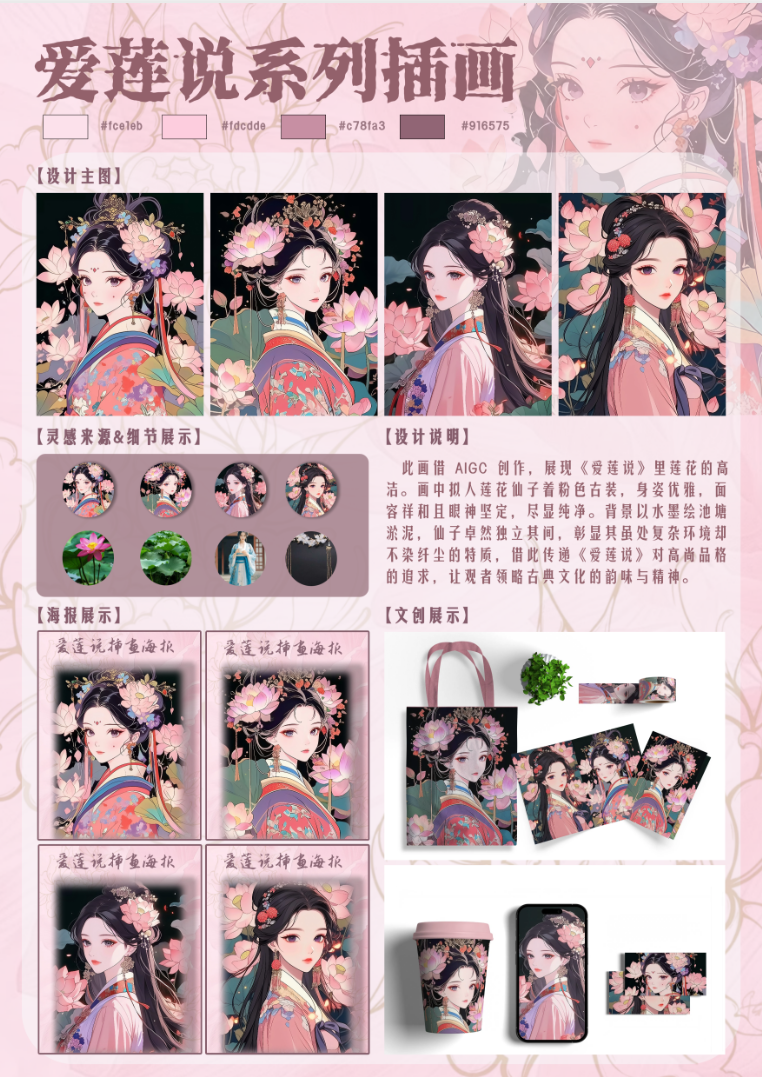 爱莲说系列插画
#fce1eb #fdcdde #c78fa3 #916575
【设计主图】
【灵感来源&细节展示】
【设计说明】
此画借 AIGC 创作，展现《爱莲说》里莲花的高
洁。画中拟人莲花仙子着粉色古装，身姿优雅，面
容祥和且眼神坚定，尽显纯净。背景以水墨绘池塘
淤泥，仙子卓然独立其间，彰显其虽处复杂环境却
不染纤尘的特质，借此传递《爱莲说》对高尚品格
的追求，让观者领略古典文化的韵味与精神。
【海报展示】
【文创展示】
爱莲说插画海报
爱莲说插画海报
爱莲说插画海报
爱莲说插画海报